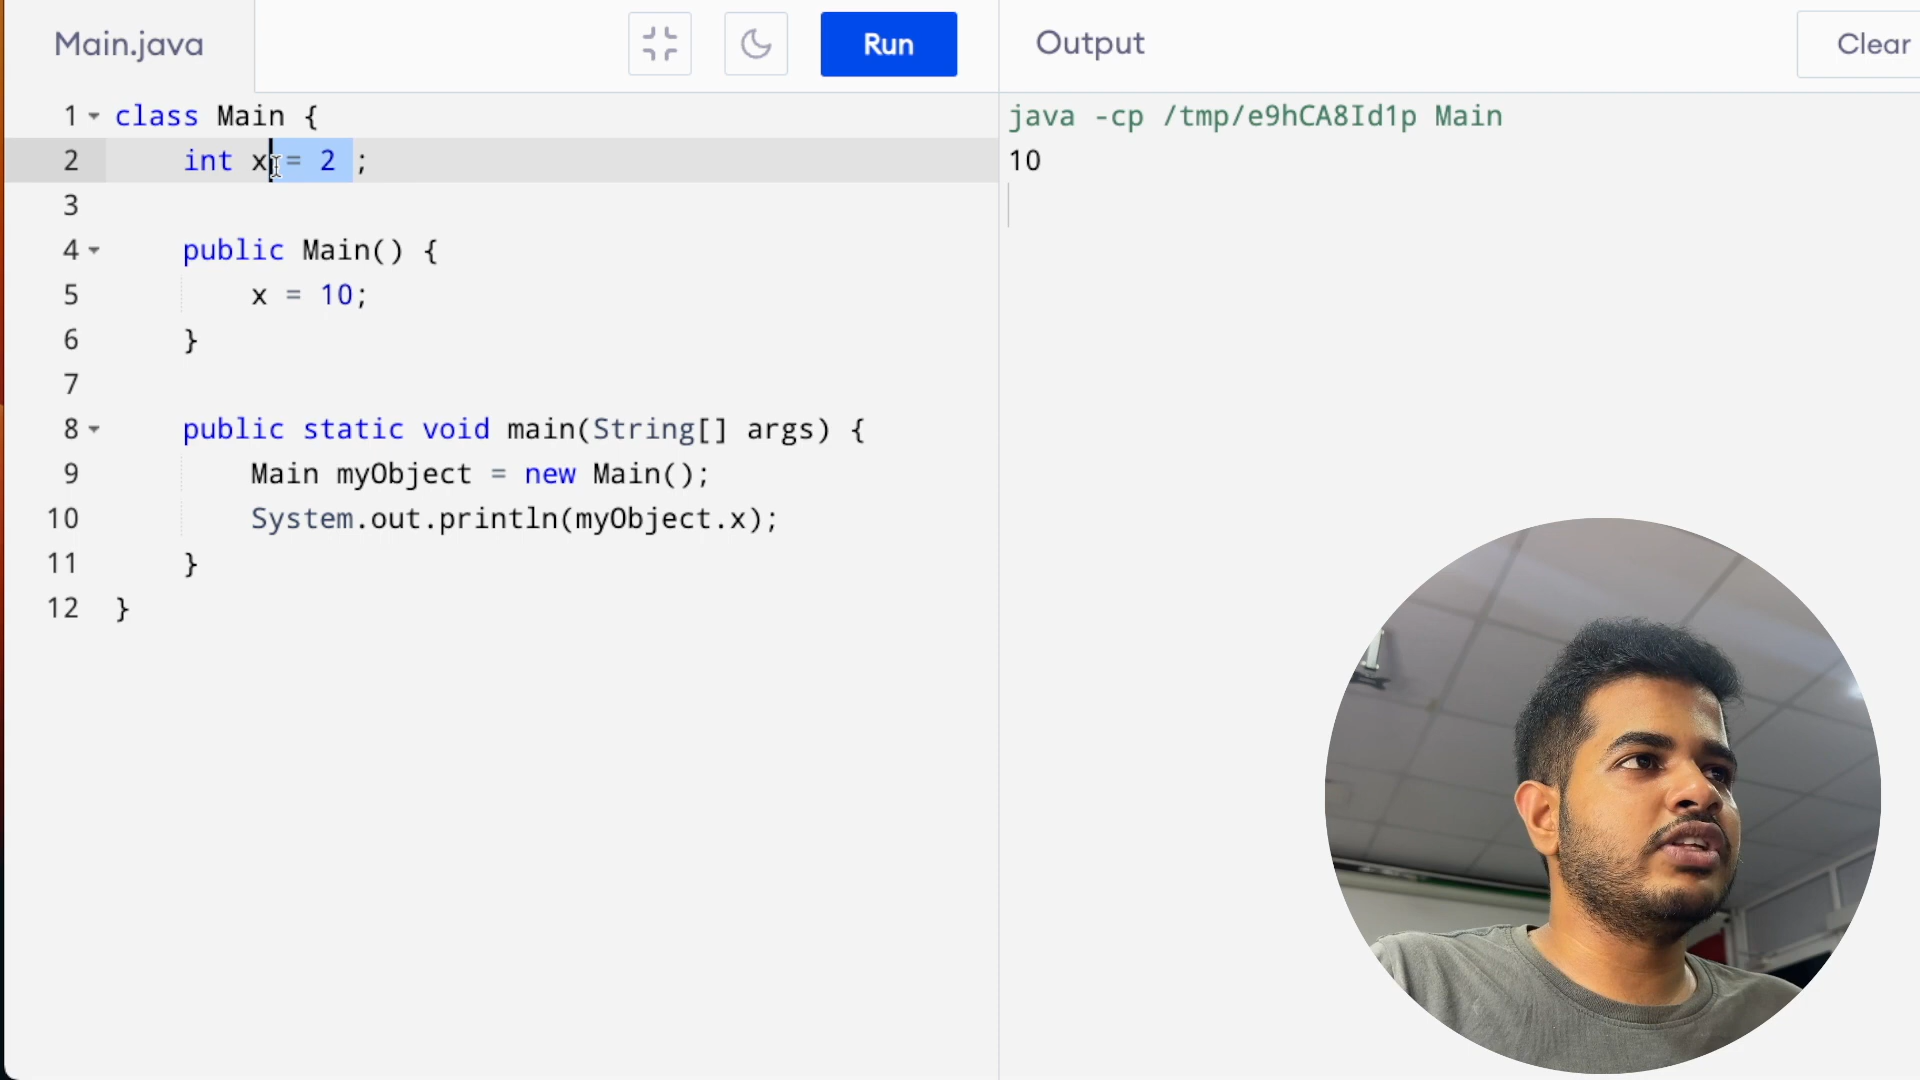 Main.java
Run
Output
Clear
1 class Main {
2 int x = 2 ;
3
4 public Main() {
5 x = 10;
6 }
7
8 public static void main(String[] args) {
9 Main myObject = new Main();
10 System.out.println(myObject.x);
11 }
12 }
java -cp /tmp/e9hCA8Id1p Main
10